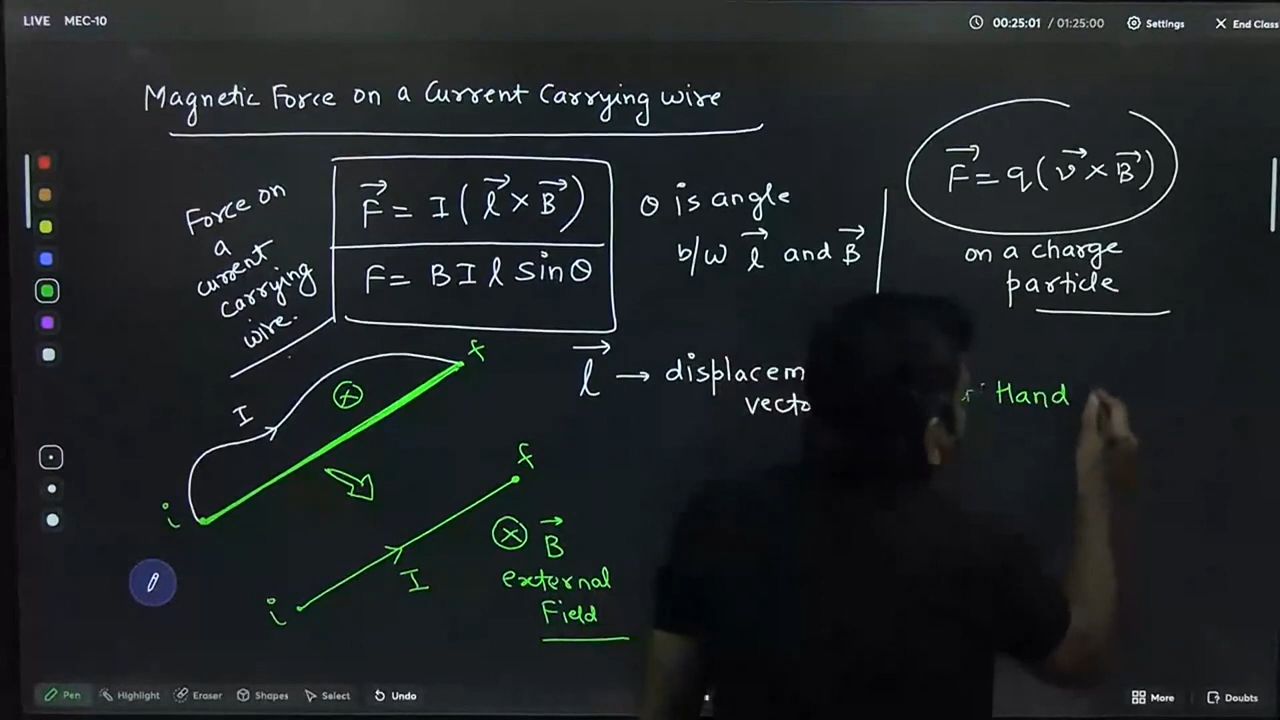 LIVE MEC-10
00:25:01 / 01:25:00
Settings
End Class
Magnetic Force on a Current Carrying wire
Force on
a
current
carrying
wire.
F = I ( l × B )
F = B I l sinθ
θ is angle
b/w l and B
F = q ( v × B )
on a charge
particle
l → displacem
vecto
Hand
I
f
i
f
i
I
B
external
Field
Pen
Highlight
Eraser
Shapes
Select
Undo
More
Doubts